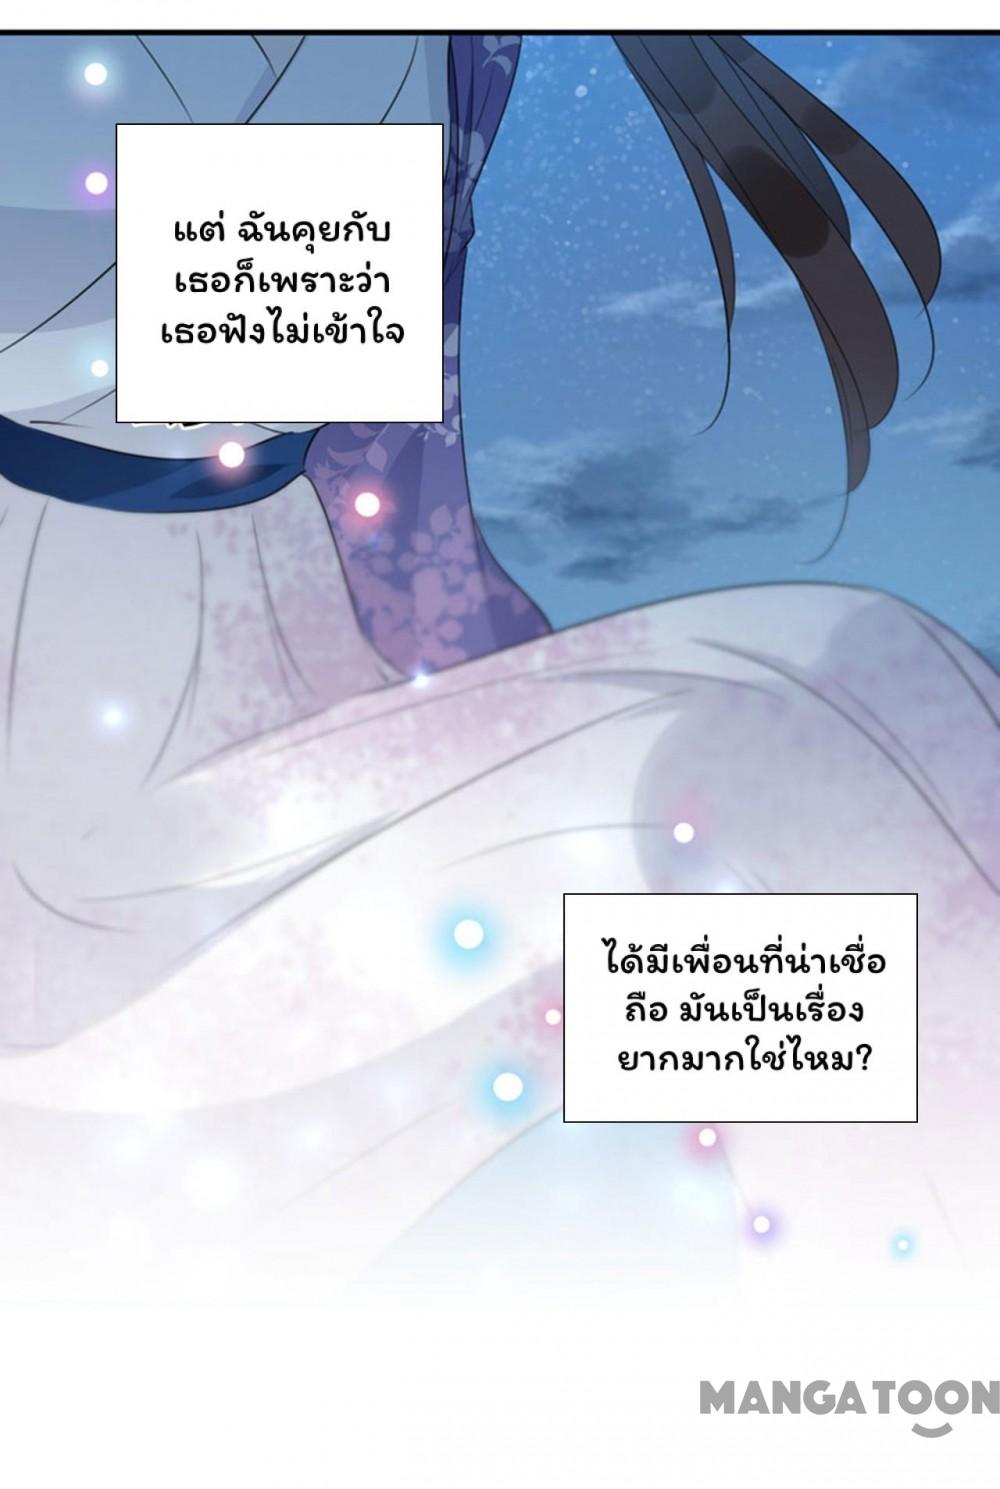 แต่ ฉันคุยกับ
เธอก็เพราะว่า
เธอฟังไม่เข้าใจ
ได้มีเพื่อนที่น่าเชื่อ
ถือ มันเป็นเรื่อง
ยากมากใช่ไหม?
MANGATOON